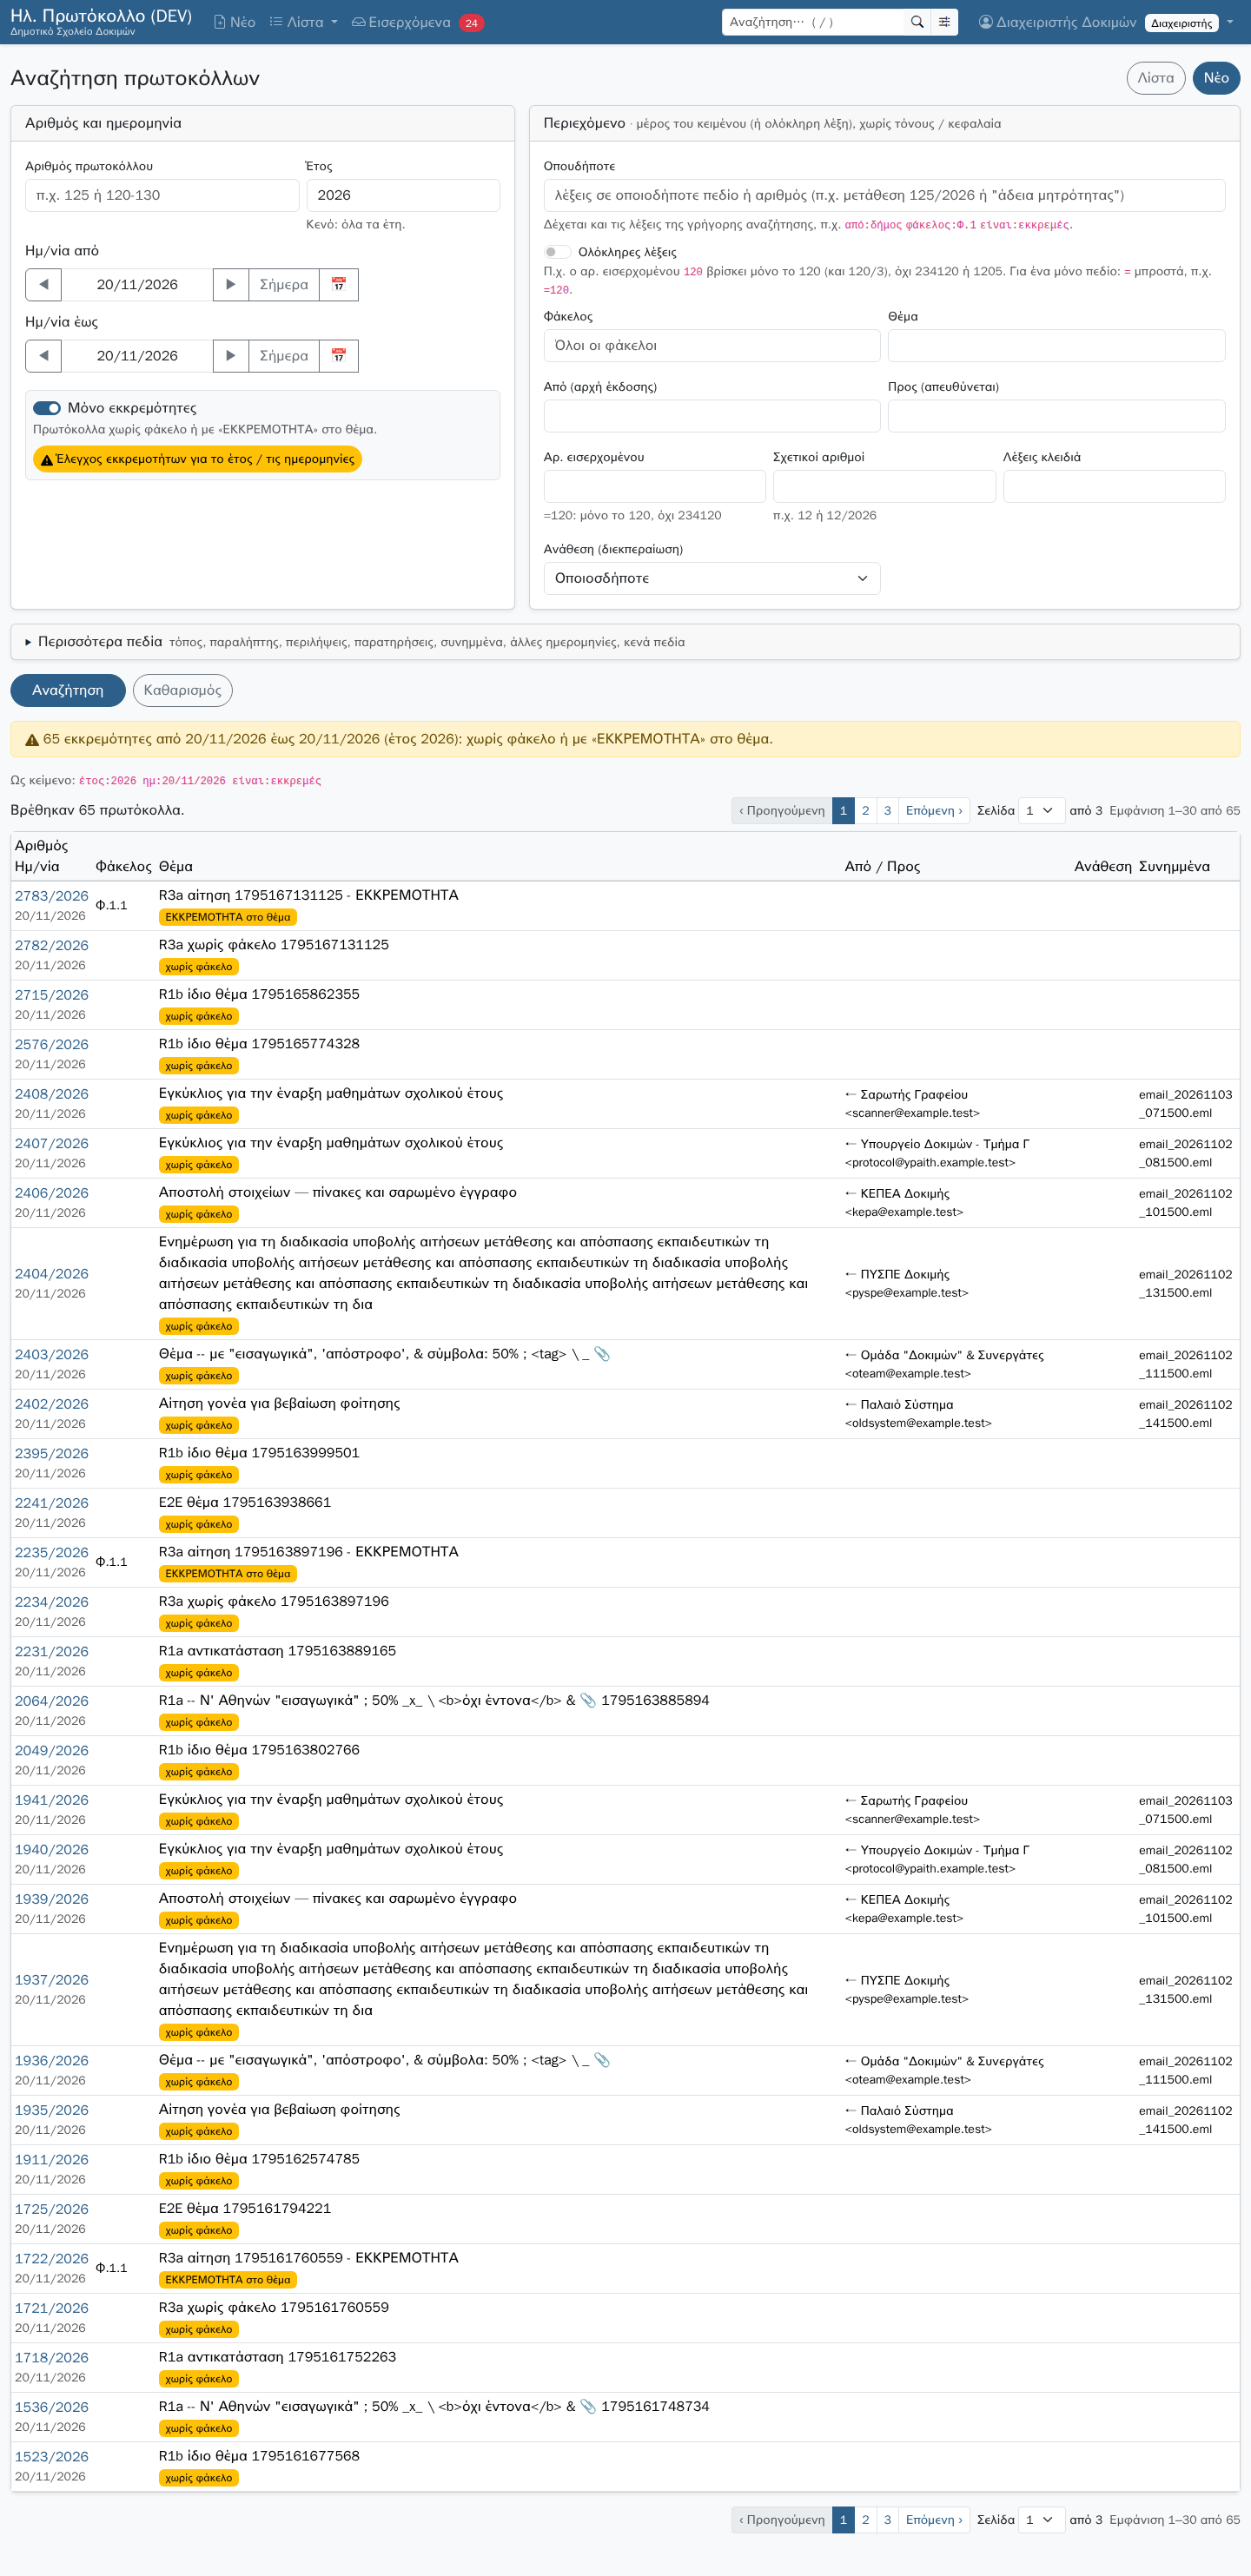 Ηλ. Πρωτόκολλο (DEV)
Δημοτικό Σχολείο Δοκιμών
Νέο
Λίστα
Εισερχόμενα 24
Αναζήτηση… ( / )
Διαχειριστής Δοκιμών Διαχειριστής
Αναζήτηση πρωτοκόλλων
Λίστα
Νέο
Αριθμός και ημερομηνία
Αριθμός πρωτοκόλλου
Έτος
π.χ. 125 ή 120-130
2026
Κενό: όλα τα έτη.
Ημ/νία από
◀ 20/11/2026 ▶ Σήμερα 📅
Ημ/νία έως
◀ 20/11/2026 ▶ Σήμερα 📅
Μόνο εκκρεμότητες
Πρωτόκολλα χωρίς φάκελο ή με «ΕΚΚΡΕΜΟΤΗΤΑ» στο θέμα.
Έλεγχος εκκρεμοτήτων για το έτος / τις ημερομηνίες
Περιεχόμενο · μέρος του κειμένου (ή ολόκληρη λέξη), χωρίς τόνους / κεφαλαία
Οπουδήποτε
λέξεις σε οποιοδήποτε πεδίο ή αριθμός (π.χ. μετάθεση 125/2026 ή "άδεια μητρότητας")
Δέχεται και τις λέξεις της γρήγορης αναζήτησης, π.χ. από:δήμος φάκελος:Φ.1 είναι:εκκρεμές.
Ολόκληρες λέξεις
Π.χ. ο αρ. εισερχομένου 120 βρίσκει μόνο το 120 (και 120/3), όχι 234120 ή 1205. Για ένα μόνο πεδίο: = μπροστά, π.χ.
=120.
Φάκελος
Θέμα
Όλοι οι φάκελοι
Από (αρχή έκδοσης)
Προς (απευθύνεται)
Αρ. εισερχομένου
Σχετικοί αριθμοί
Λέξεις κλειδιά
=120: μόνο το 120, όχι 234120
π.χ. 12 ή 12/2026
Ανάθεση (διεκπεραίωση)
Οποιοσδήποτε
▸ Περισσότερα πεδία τόπος, παραλήπτης, περιλήψεις, παρατηρήσεις, συνημμένα, άλλες ημερομηνίες, κενά πεδία
Αναζήτηση
Καθαρισμός
65 εκκρεμότητες από 20/11/2026 έως 20/11/2026 (έτος 2026): χωρίς φάκελο ή με «ΕΚΚΡΕΜΟΤΗΤΑ» στο θέμα.
Ως κείμενο: έτος:2026 ημ:20/11/2026 είναι:εκκρεμές
Βρέθηκαν 65 πρωτόκολλα.
‹ Προηγούμενη 1 2 3 Επόμενη › Σελίδα 1 από 3 Εμφάνιση 1–30 από 65
Αριθμός
Ημ/νία Φάκελος Θέμα Από / Προς Ανάθεση Συνημμένα
2783/2026
20/11/2026
Φ.1.1
R3a αίτηση 1795167131125 - ΕΚΚΡΕΜΟΤΗΤΑ
ΕΚΚΡΕΜΟΤΗΤΑ στο θέμα
2782/2026
20/11/2026
R3a χωρίς φάκελο 1795167131125
χωρίς φάκελο
2715/2026
20/11/2026
R1b ίδιο θέμα 1795165862355
χωρίς φάκελο
2576/2026
20/11/2026
R1b ίδιο θέμα 1795165774328
χωρίς φάκελο
2408/2026
20/11/2026
Εγκύκλιος για την έναρξη μαθημάτων σχολικού έτους
χωρίς φάκελο
← Σαρωτής Γραφείου
<scanner@example.test>
email_20261103
_071500.eml
2407/2026
20/11/2026
Εγκύκλιος για την έναρξη μαθημάτων σχολικού έτους
χωρίς φάκελο
← Υπουργείο Δοκιμών - Τμήμα Γ
<protocol@ypaith.example.test>
email_20261102
_081500.eml
2406/2026
20/11/2026
Αποστολή στοιχείων — πίνακες και σαρωμένο έγγραφο
χωρίς φάκελο
← ΚΕΠΕΑ Δοκιμής
<kepa@example.test>
email_20261102
_101500.eml
2404/2026
20/11/2026
Ενημέρωση για τη διαδικασία υποβολής αιτήσεων μετάθεσης και απόσπασης εκπαιδευτικών τη
διαδικασία υποβολής αιτήσεων μετάθεσης και απόσπασης εκπαιδευτικών τη διαδικασία υποβολής
αιτήσεων μετάθεσης και απόσπασης εκπαιδευτικών τη διαδικασία υποβολής αιτήσεων μετάθεσης και
απόσπασης εκπαιδευτικών τη δια
χωρίς φάκελο
← ΠΥΣΠΕ Δοκιμής
<pyspe@example.test>
email_20261102
_131500.eml
2403/2026
20/11/2026
Θέμα -- με "εισαγωγικά", 'απόστροφο', & σύμβολα: 50% ; <tag> \ _ 📎
χωρίς φάκελο
← Ομάδα "Δοκιμών" & Συνεργάτες
<oteam@example.test>
email_20261102
_111500.eml
2402/2026
20/11/2026
Αίτηση γονέα για βεβαίωση φοίτησης
χωρίς φάκελο
← Παλαιό Σύστημα
<oldsystem@example.test>
email_20261102
_141500.eml
2395/2026
20/11/2026
R1b ίδιο θέμα 1795163999501
χωρίς φάκελο
2241/2026
20/11/2026
E2E θέμα 1795163938661
χωρίς φάκελο
2235/2026
20/11/2026
Φ.1.1
R3a αίτηση 1795163897196 - ΕΚΚΡΕΜΟΤΗΤΑ
ΕΚΚΡΕΜΟΤΗΤΑ στο θέμα
2234/2026
20/11/2026
R3a χωρίς φάκελο 1795163897196
χωρίς φάκελο
2231/2026
20/11/2026
R1a αντικατάσταση 1795163889165
χωρίς φάκελο
2064/2026
20/11/2026
R1a -- Ν' Αθηνών "εισαγωγικά" ; 50% _x_ \ <b>όχι έντονα</b> & 📎 1795163885894
χωρίς φάκελο
2049/2026
20/11/2026
R1b ίδιο θέμα 1795163802766
χωρίς φάκελο
1941/2026
20/11/2026
Εγκύκλιος για την έναρξη μαθημάτων σχολικού έτους
χωρίς φάκελο
← Σαρωτής Γραφείου
<scanner@example.test>
email_20261103
_071500.eml
1940/2026
20/11/2026
Εγκύκλιος για την έναρξη μαθημάτων σχολικού έτους
χωρίς φάκελο
← Υπουργείο Δοκιμών - Τμήμα Γ
<protocol@ypaith.example.test>
email_20261102
_081500.eml
1939/2026
20/11/2026
Αποστολή στοιχείων — πίνακες και σαρωμένο έγγραφο
χωρίς φάκελο
← ΚΕΠΕΑ Δοκιμής
<kepa@example.test>
email_20261102
_101500.eml
1937/2026
20/11/2026
Ενημέρωση για τη διαδικασία υποβολής αιτήσεων μετάθεσης και απόσπασης εκπαιδευτικών τη
διαδικασία υποβολής αιτήσεων μετάθεσης και απόσπασης εκπαιδευτικών τη διαδικασία υποβολής
αιτήσεων μετάθεσης και απόσπασης εκπαιδευτικών τη διαδικασία υποβολής αιτήσεων μετάθεσης και
απόσπασης εκπαιδευτικών τη δια
χωρίς φάκελο
← ΠΥΣΠΕ Δοκιμής
<pyspe@example.test>
email_20261102
_131500.eml
1936/2026
20/11/2026
Θέμα -- με "εισαγωγικά", 'απόστροφο', & σύμβολα: 50% ; <tag> \ _ 📎
χωρίς φάκελο
← Ομάδα "Δοκιμών" & Συνεργάτες
<oteam@example.test>
email_20261102
_111500.eml
1935/2026
20/11/2026
Αίτηση γονέα για βεβαίωση φοίτησης
χωρίς φάκελο
← Παλαιό Σύστημα
<oldsystem@example.test>
email_20261102
_141500.eml
1911/2026
20/11/2026
R1b ίδιο θέμα 1795162574785
χωρίς φάκελο
1725/2026
20/11/2026
E2E θέμα 1795161794221
χωρίς φάκελο
1722/2026
20/11/2026
Φ.1.1
R3a αίτηση 1795161760559 - ΕΚΚΡΕΜΟΤΗΤΑ
ΕΚΚΡΕΜΟΤΗΤΑ στο θέμα
1721/2026
20/11/2026
R3a χωρίς φάκελο 1795161760559
χωρίς φάκελο
1718/2026
20/11/2026
R1a αντικατάσταση 1795161752263
χωρίς φάκελο
1536/2026
20/11/2026
R1a -- Ν' Αθηνών "εισαγωγικά" ; 50% _x_ \ <b>όχι έντονα</b> & 📎 1795161748734
χωρίς φάκελο
1523/2026
20/11/2026
R1b ίδιο θέμα 1795161677568
χωρίς φάκελο
‹ Προηγούμενη 1 2 3 Επόμενη › Σελίδα 1 από 3 Εμφάνιση 1–30 από 65